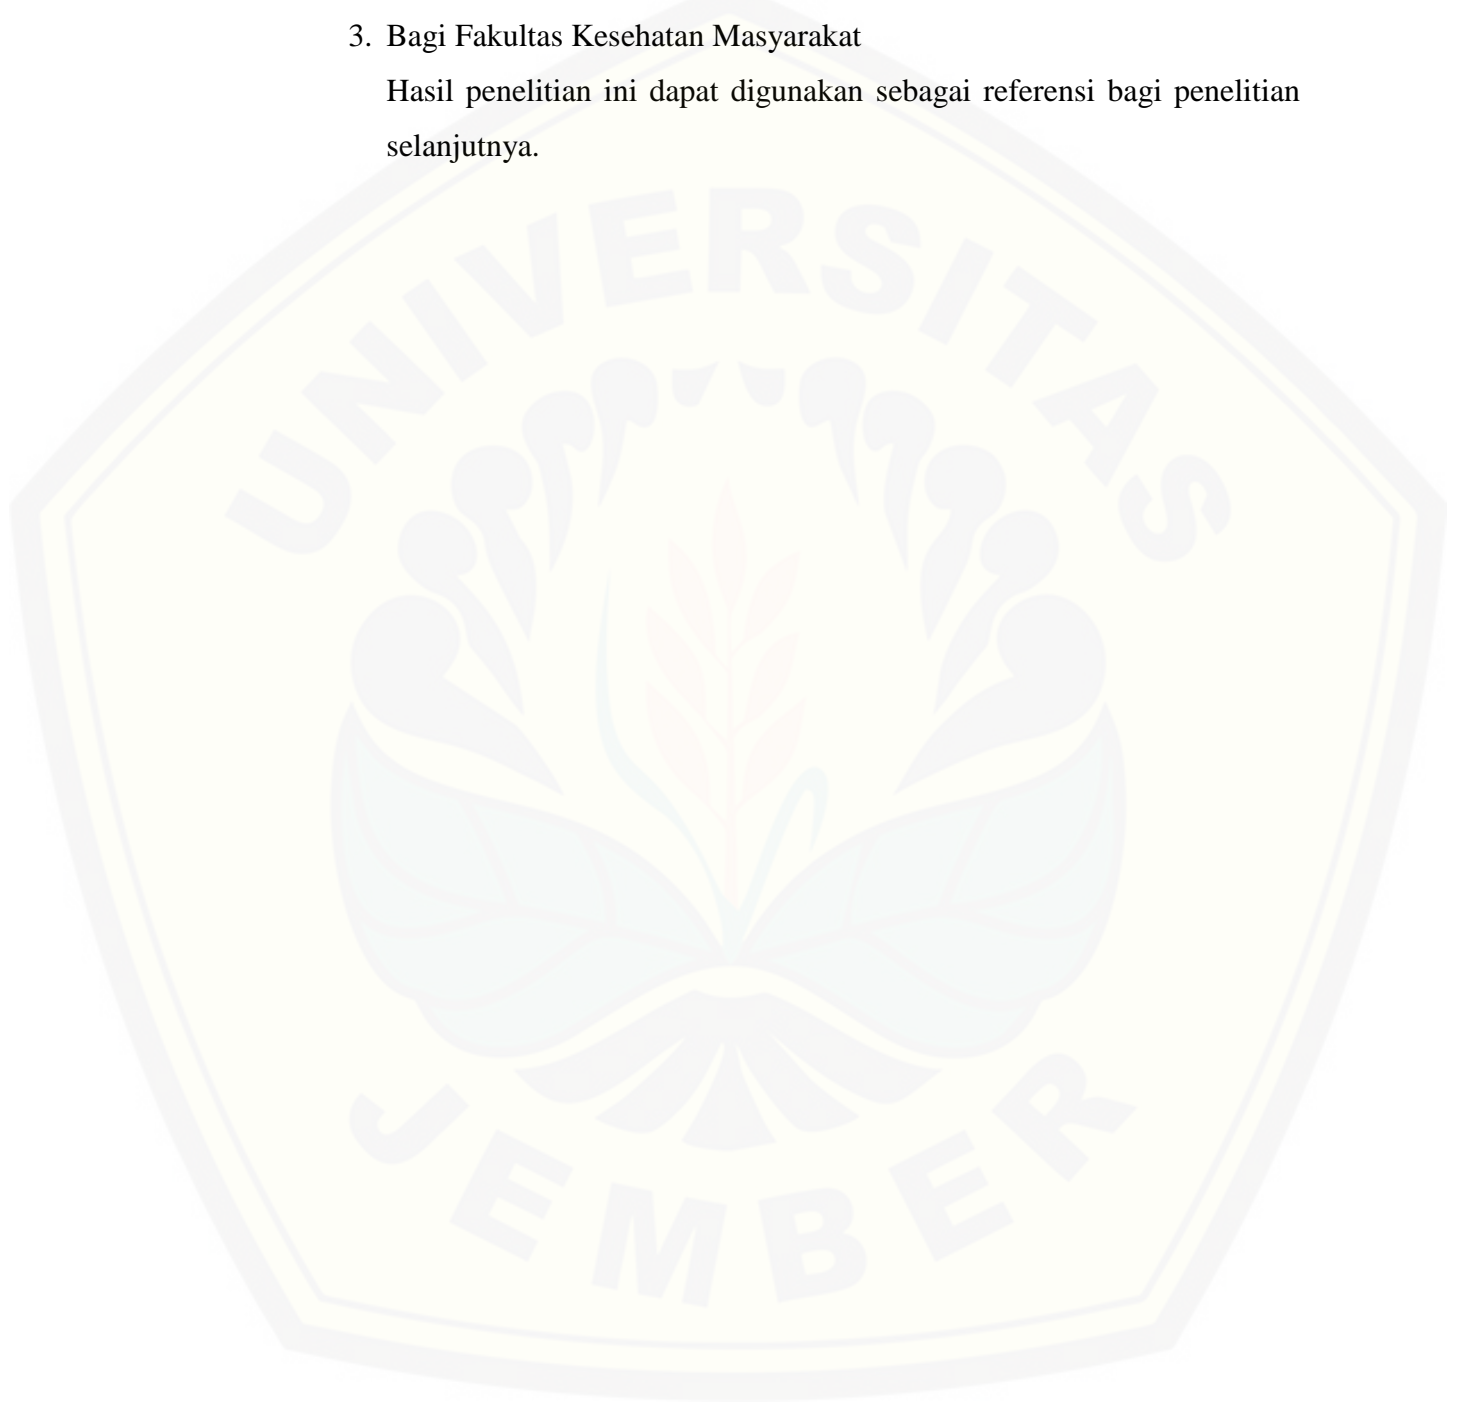 3. Bagi Fakultas Kesehatan Masyarakat
Hasil penelitian ini dapat digunakan sebagai referensi bagi penelitian
selanjutnya.
UNIVERSITAS
JEMBER